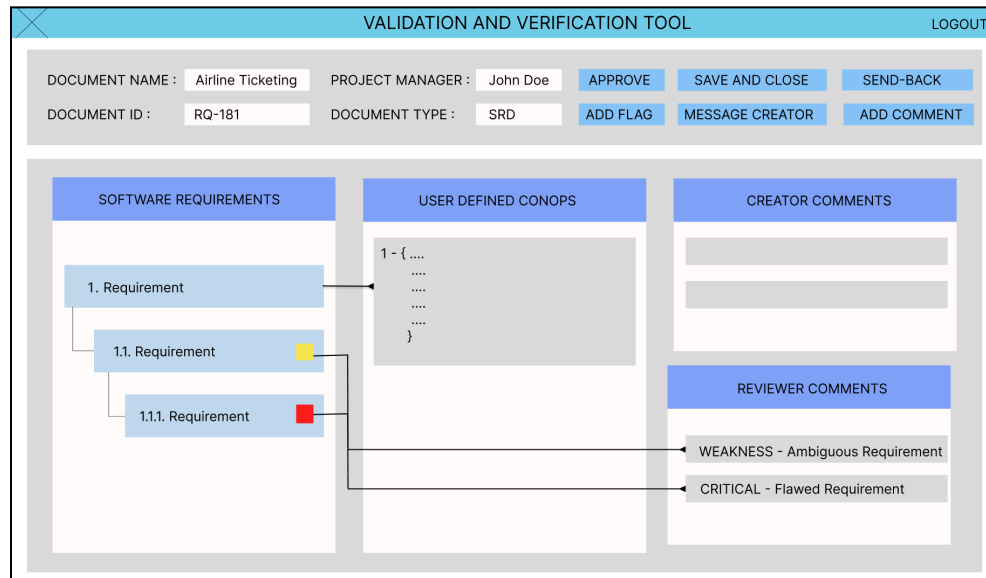 VALIDATION AND VERIFICATION TOOL
LOGOUT
DOCUMENT NAME : Airline Ticketing PROJECT MANAGER : John Doe APPROVE SAVE AND CLOSE SEND-BACK
DOCUMENT ID : RQ-181 DOCUMENT TYPE : SRD ADD FLAG MESSAGE CREATOR ADD COMMENT
SOFTWARE REQUIREMENTS
1. Requirement
1.1. Requirement
1.1.1. Requirement
USER DEFINED CONOPS
1 - { ....
....
....
....
....
}
CREATOR COMMENTS
REVIEWER COMMENTS
WEAKNESS - Ambiguous Requirement
CRITICAL - Flawed Requirement